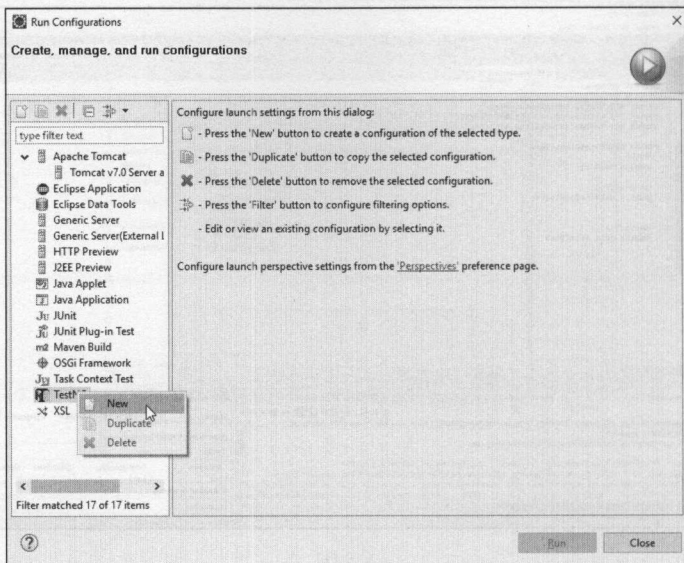 Run Configurations
Create, manage, and run configurations
type filter text
Apache Tomcat
Tomcat v7.0 Server a
Eclipse Application
Eclipse Data Tools
Generic Server
Generic Server(External l
HTTP Preview
J2EE Preview
Java Applet
Java Application
Ju JUnit
JUnit Plug-in Test
m2 Maven Build
OSGi Framework
Task Context Test
TestN
XSL
New
Duplicate
Delete
Filter matched 17 of 17 items
Configure launch settings from this dialog:
- Press the 'New' button to create a configuration of the selected type.
- Press the 'Duplicate' button to copy the selected configuration.
- Press the 'Delete' button to remove the selected configuration.
- Press the 'Filter' button to configure filtering options.
- Edit or view an existing configuration by selecting it.
Configure launch perspective settings from the 'Perspectives' preference page.
Run
Close